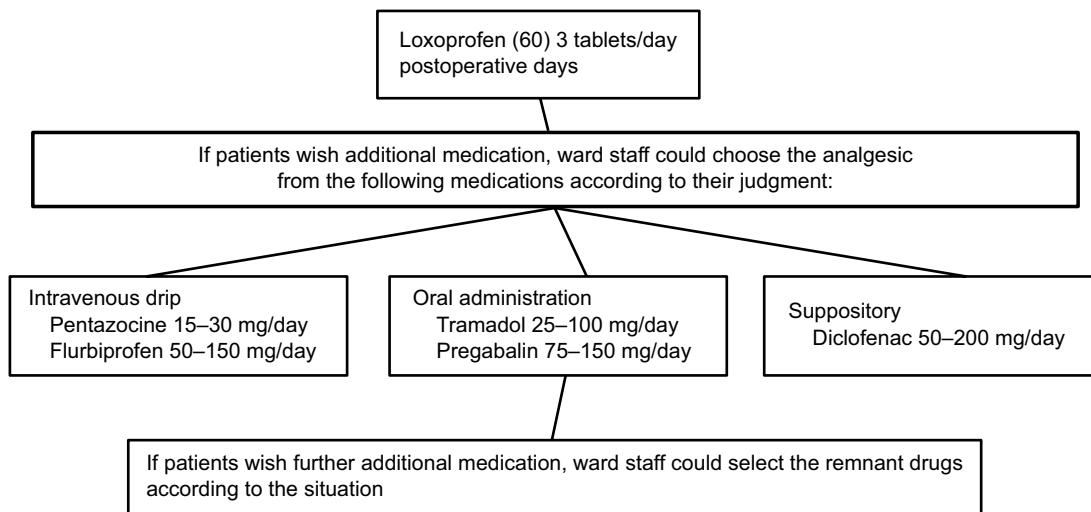 Loxoprofen (60) 3 tablets/day
postoperative days
If patients wish additional medication, ward staff could choose the analgesic
from the following medications according to their judgment:
Intravenous drip
Pentazocine 15–30 mg/day
Flurbiprofen 50–150 mg/day
Oral administration
Tramadol 25–100 mg/day
Pregabalin 75–150 mg/day
Suppository
Diclofenac 50–200 mg/day
If patients wish further additional medication, ward staff could select the remnant drugs
according to the situation